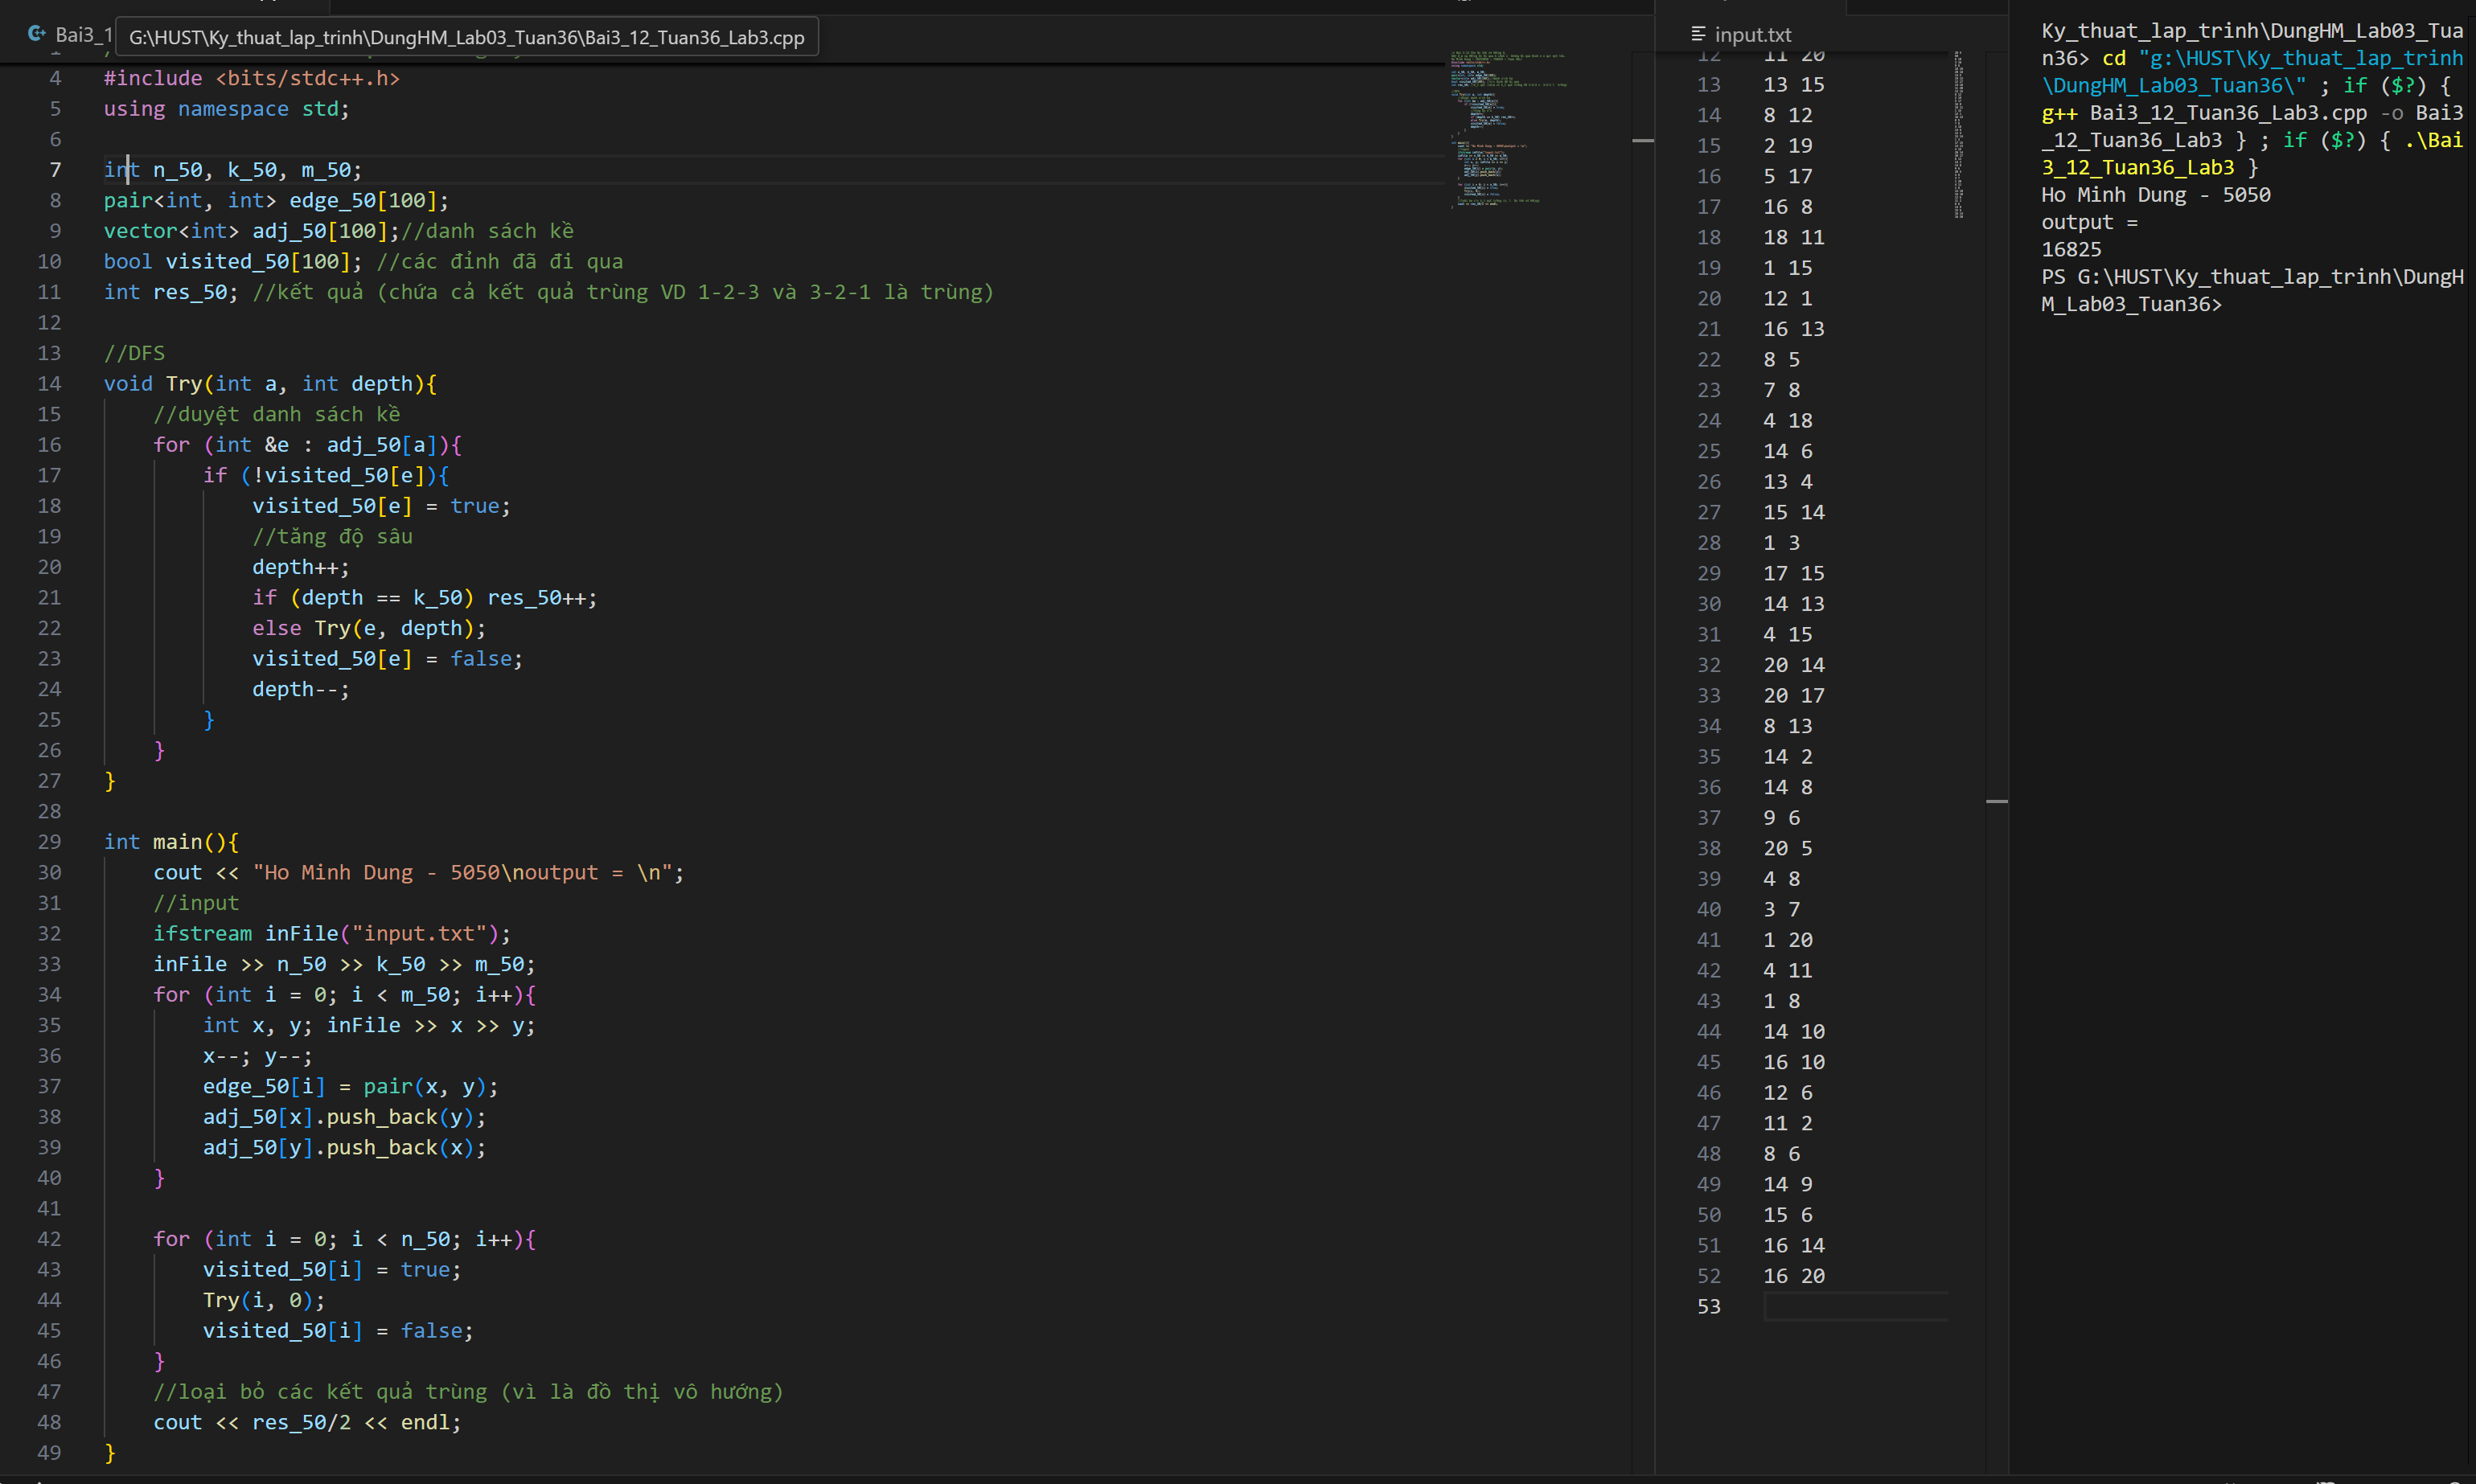 Bai3_1
G:\HUST\Ky_thuat_lap_trinh\DungHM_Lab03_Tuan36\Bai3_12_Tuan36_Lab3.cpp
4 #include <bits/stdc++.h>
5 using namespace std;
6
7 int n_50, k_50, m_50;
8 pair<int, int> edge_50[100];
9 vector<int> adj_50[100];//danh sách kề
10 bool visited_50[100]; //các đỉnh đã đi qua
11 int res_50; //kết quả (chứa cả kết quả trùng VD 1-2-3 và 3-2-1 là trùng)
12
13 //DFS
14 void Try(int a, int depth){
15 //duyệt danh sách kề
16 for (int &e : adj_50[a]){
17 if (!visited_50[e]){
18 visited_50[e] = true;
19 //tăng độ sâu
20 depth++;
21 if (depth == k_50) res_50++;
22 else Try(e, depth);
23 visited_50[e] = false;
24 depth--;
25 }
26 }
27 }
28
29 int main(){
30 cout << "Ho Minh Dung - 5050\noutput = \n";
31 //input
32 ifstream inFile("input.txt");
33 inFile >> n_50 >> k_50 >> m_50;
34 for (int i = 0; i < m_50; i++){
35 int x, y; inFile >> x >> y;
36 x--; y--;
37 edge_50[i] = pair(x, y);
38 adj_50[x].push_back(y);
39 adj_50[y].push_back(x);
40 }
41
42 for (int i = 0; i < n_50; i++){
43 visited_50[i] = true;
44 Try(i, 0);
45 visited_50[i] = false;
46 }
47 //loại bỏ các kết quả trùng (vì là đồ thị vô hướng)
48 cout << res_50/2 << endl;
49 }
input.txt
12 11 20
13 13 15
14 8 12
15 2 19
16 5 17
17 16 8
18 18 11
19 1 15
20 12 1
21 16 13
22 8 5
23 7 8
24 4 18
25 14 6
26 13 4
27 15 14
28 1 3
29 17 15
30 14 13
31 4 15
32 20 14
33 20 17
34 8 13
35 14 2
36 14 8
37 9 6
38 20 5
39 4 8
40 3 7
41 1 20
42 4 11
43 1 8
44 14 10
45 16 10
46 12 6
47 11 2
48 8 6
49 14 9
50 15 6
51 16 14
52 16 20
53
Ky_thuat_lap_trinh\DungHM_Lab03_Tua
n36> cd "g:\HUST\Ky_thuat_lap_trinh
\DungHM_Lab03_Tuan36\" ; if ($?) {
g++ Bai3_12_Tuan36_Lab3.cpp -o Bai3
_12_Tuan36_Lab3 } ; if ($?) { .\Bai
3_12_Tuan36_Lab3 }
Ho Minh Dung - 5050
output =
16825
PS G:\HUST\Ky_thuat_lap_trinh\DungH
M_Lab03_Tuan36>